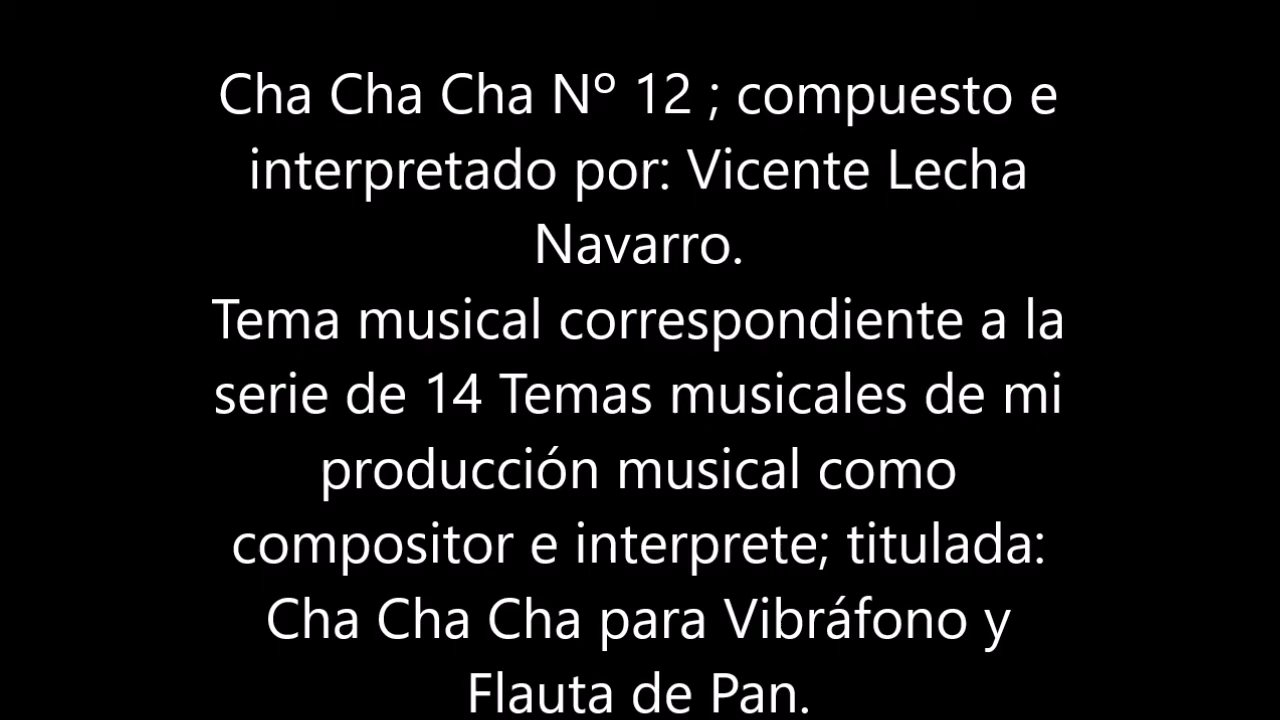 Cha Cha Cha Nº 12 ; compuesto e
interpretado por: Vicente Lecha
Navarro.
Tema musical correspondiente a la
serie de 14 Temas musicales de mi
producción musical como
compositor e interprete; titulada:
Cha Cha Cha para Vibráfono y
Flauta de Pan.